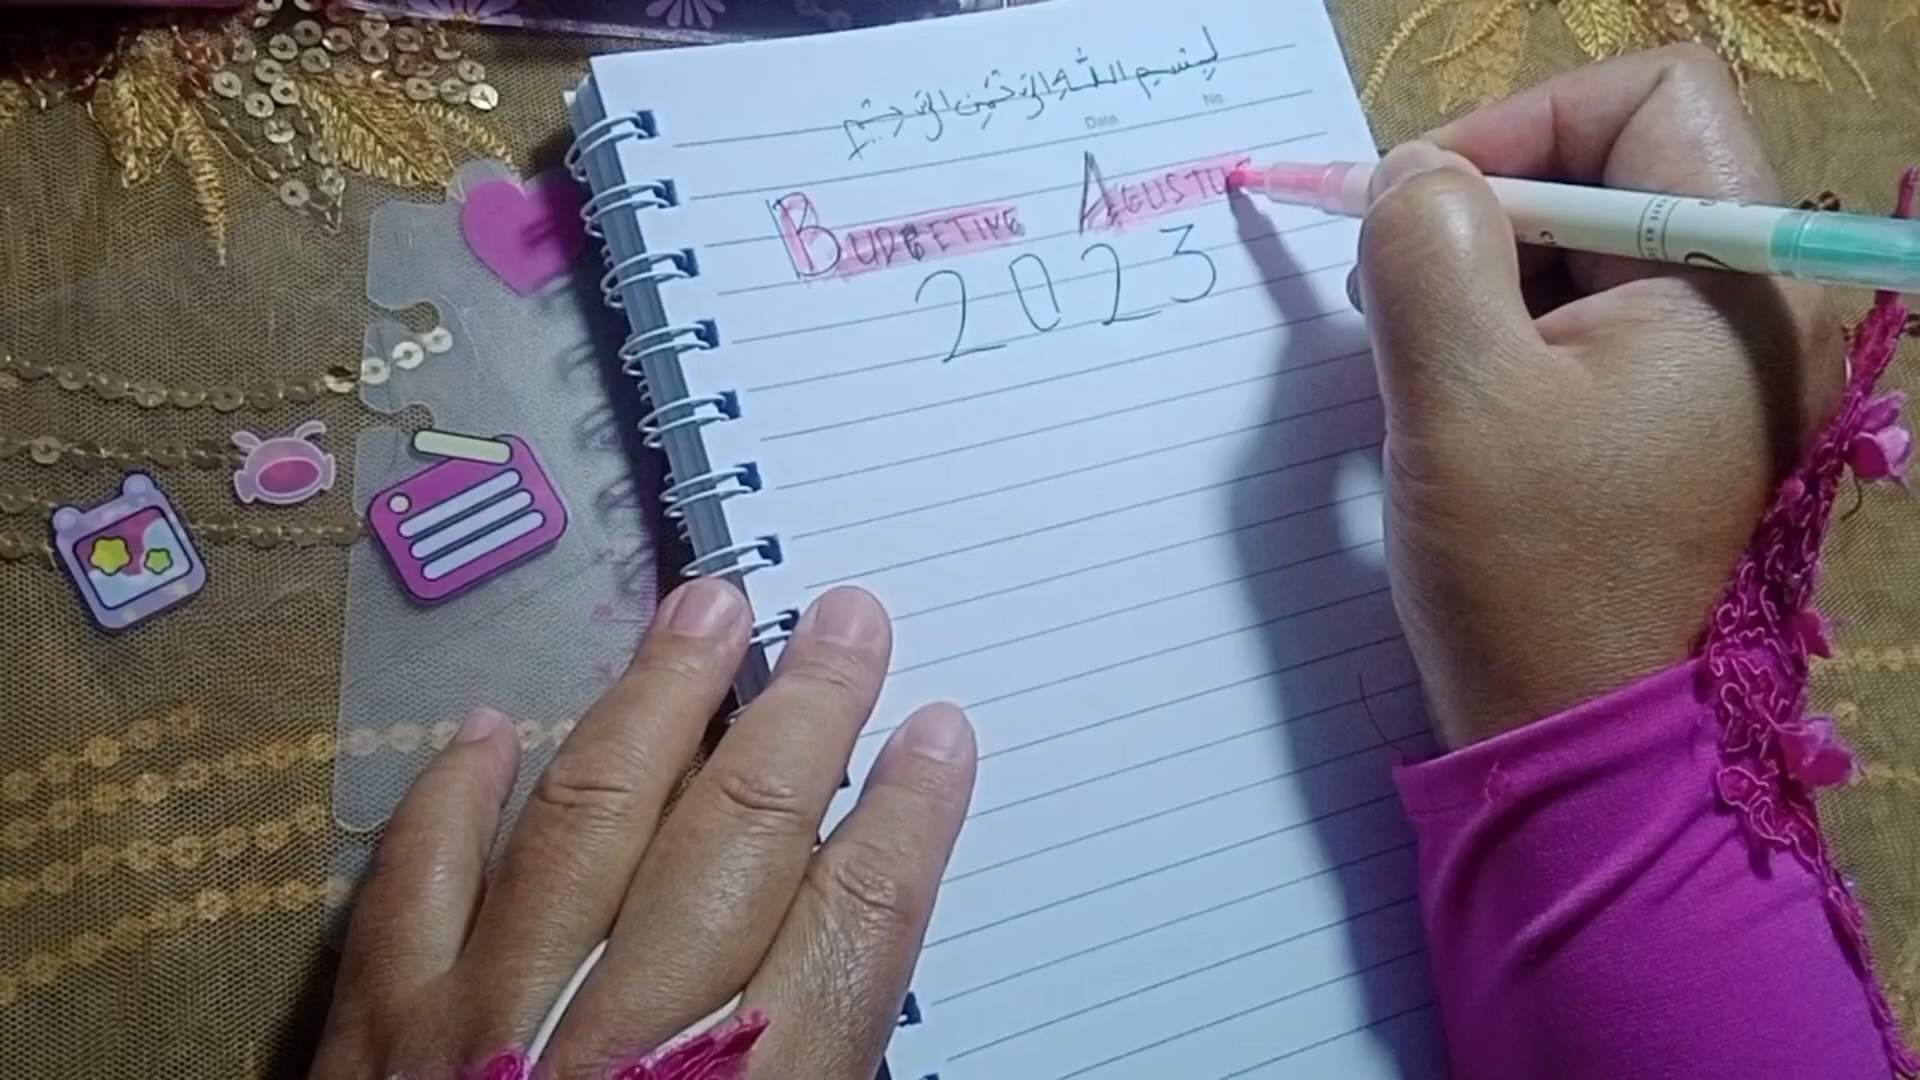 بِسْمِ اللّٰهِ الرَّحْمٰنِ الرَّحِيْمِ
No.
Date.
BUDGETING AGUSTUS
2023